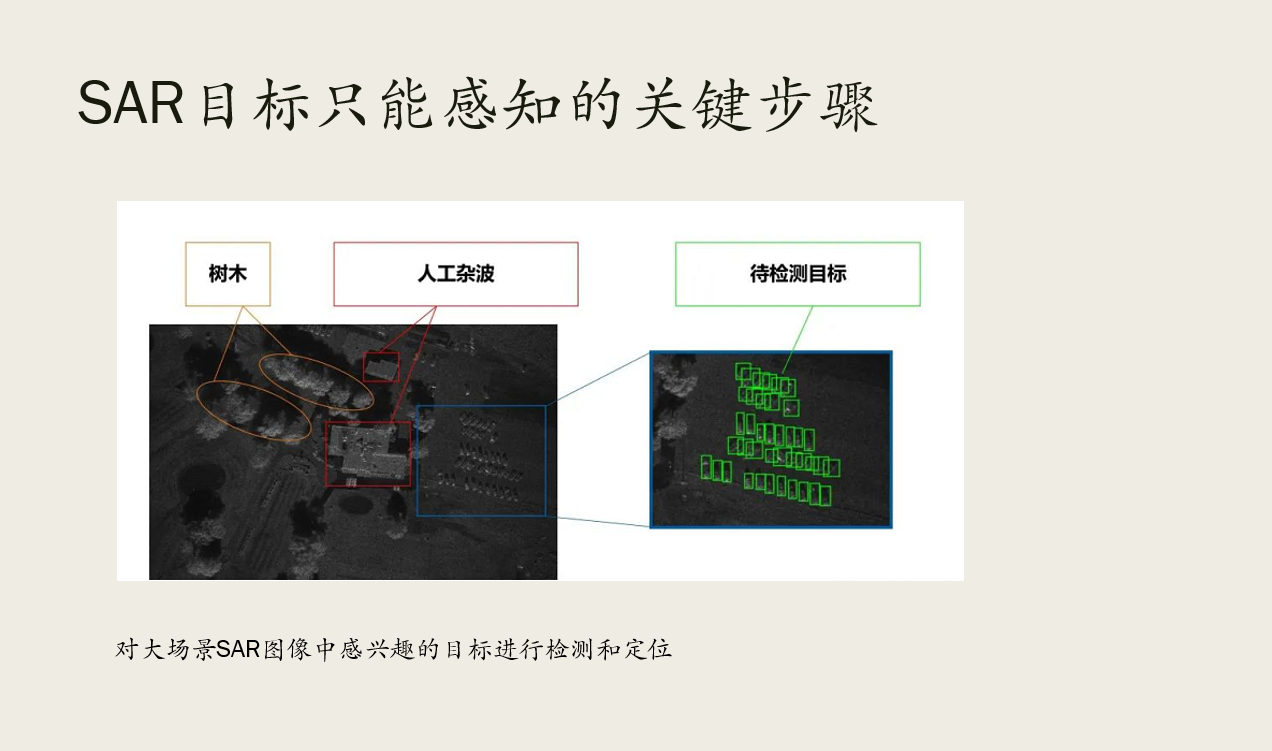 SAR目标只能感知的关键步骤
树木
人工杂波
待检测目标
对大场景SAR图像中感兴趣的目标进行检测和定位